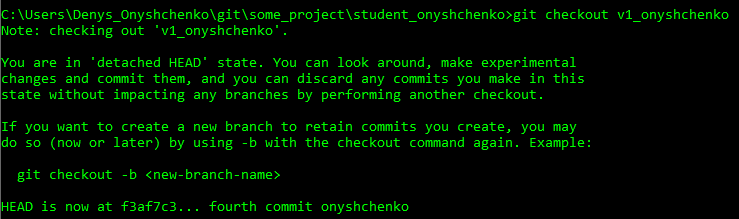 C:\Users\Denys_Onyshchenko\git\some_project\student_onyshchenko>git checkout v1_onyshchenko
Note: checking out 'v1_onyshchenko'.
You are in 'detached HEAD' state. You can look around, make experimental
changes and commit them, and you can discard any commits you make in this
state without impacting any branches by performing another checkout.
If you want to create a new branch to retain commits you create, you may
do so (now or later) by using -b with the checkout command again. Example:
git checkout -b <new-branch-name>
HEAD is now at f3af7c3... fourth commit onyshchenko